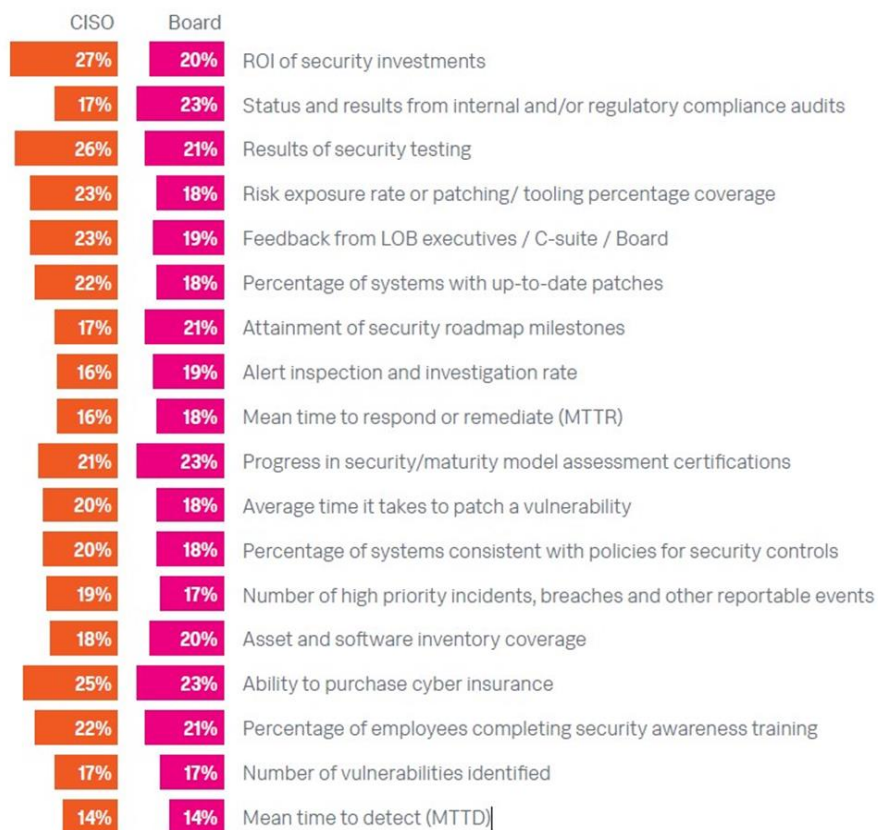 CISO Board
27% 20% ROI of security investments
17% 23% Status and results from internal and/or regulatory compliance audits
26% 21% Results of security testing
23% 18% Risk exposure rate or patching/ tooling percentage coverage
23% 19% Feedback from LOB executives / C-suite / Board
22% 18% Percentage of systems with up-to-date patches
17% 21% Attainment of security roadmap milestones
16% 19% Alert inspection and investigation rate
16% 18% Mean time to respond or remediate (MTTR)
21% 23% Progress in security/maturity model assessment certifications
20% 18% Average time it takes to patch a vulnerability
20% 18% Percentage of systems consistent with policies for security controls
19% 17% Number of high priority incidents, breaches and other reportable events
18% 20% Asset and software inventory coverage
25% 23% Ability to purchase cyber insurance
22% 21% Percentage of employees completing security awareness training
17% 17% Number of vulnerabilities identified
14% 14% Mean time to detect (MTTD)